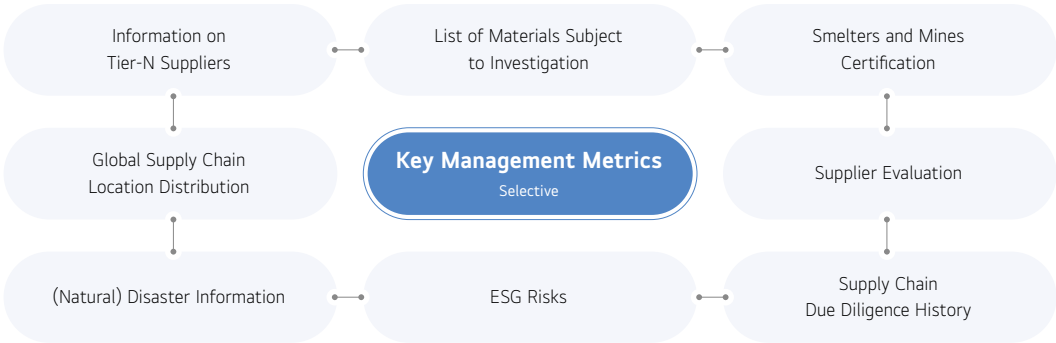 Information on
Tier-N Suppliers
List of Materials Subject
to Investigation
Smelters and Mines
Certification
Global Supply Chain
Location Distribution
Key Management Metrics
Selective
Supplier Evaluation
(Natural) Disaster Information
ESG Risks
Supply Chain
Due Diligence History